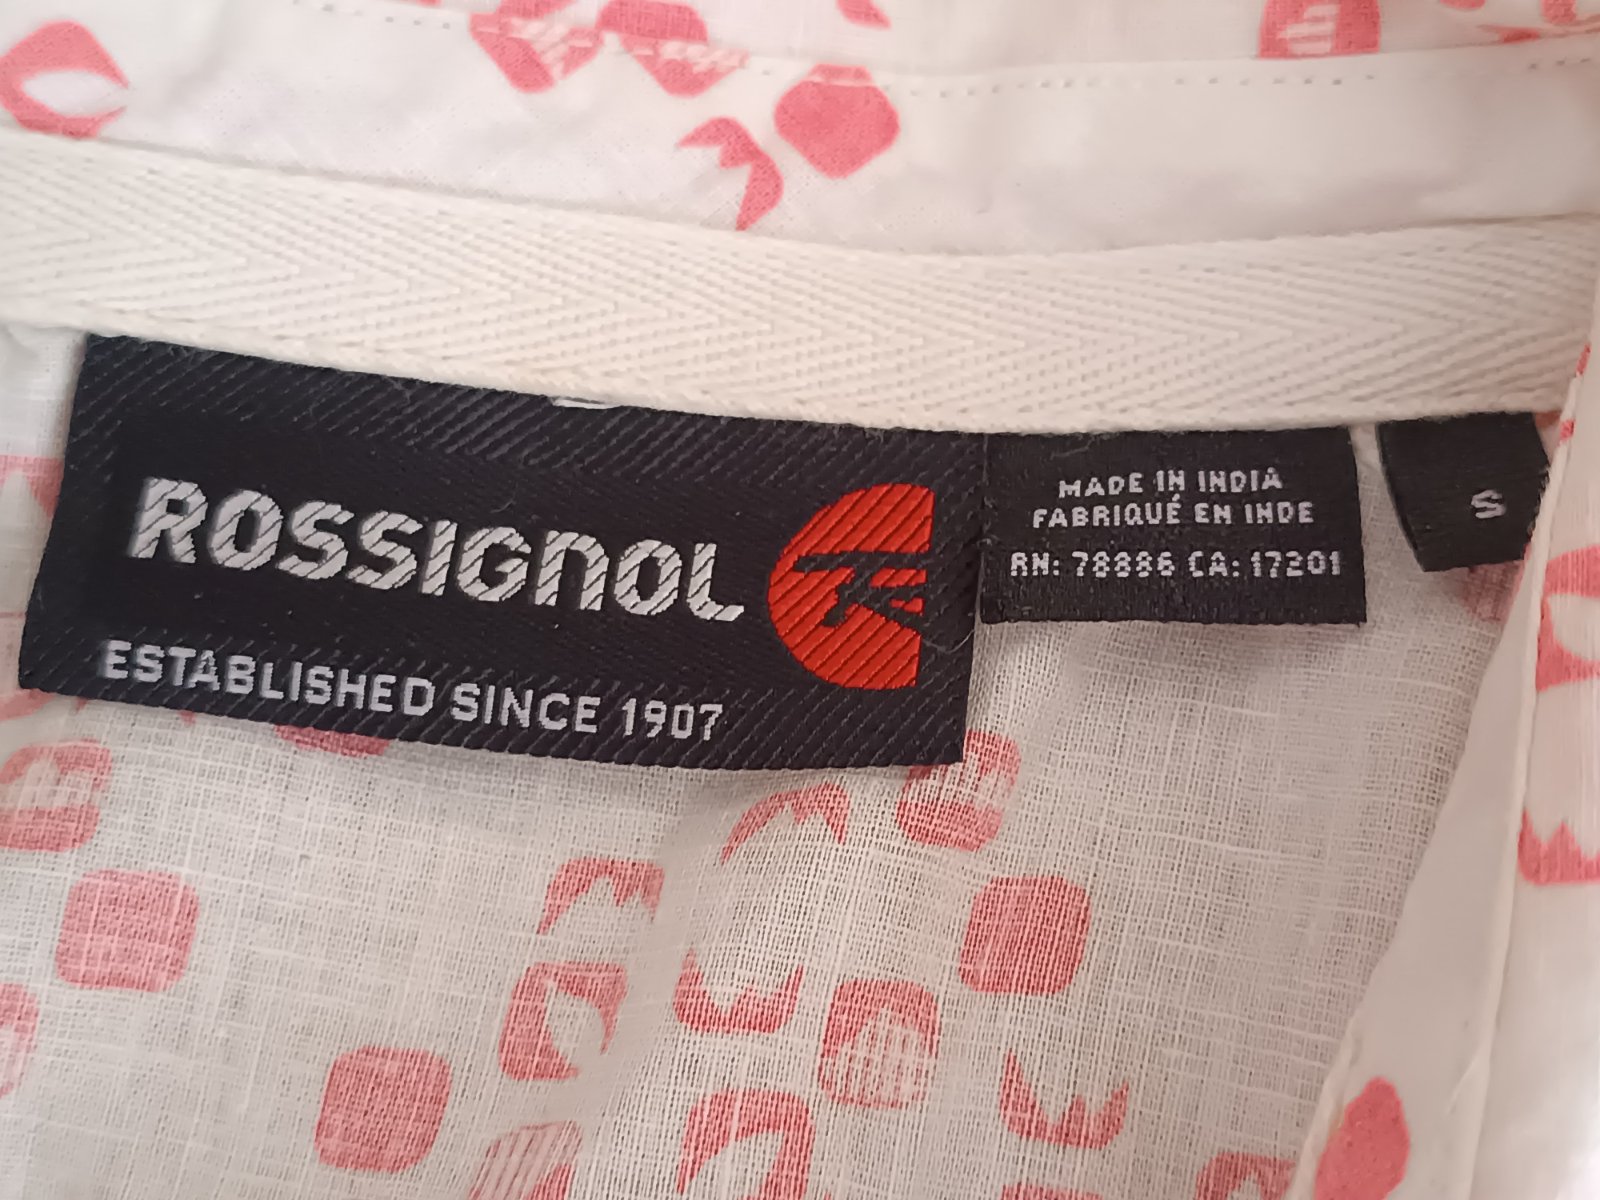 ROSSIGNOL
ESTABLISHED SINCE 1907
MADE IN INDIA
FABRIQUÉ EN INDE
RN: 78886 CA: 17201
S